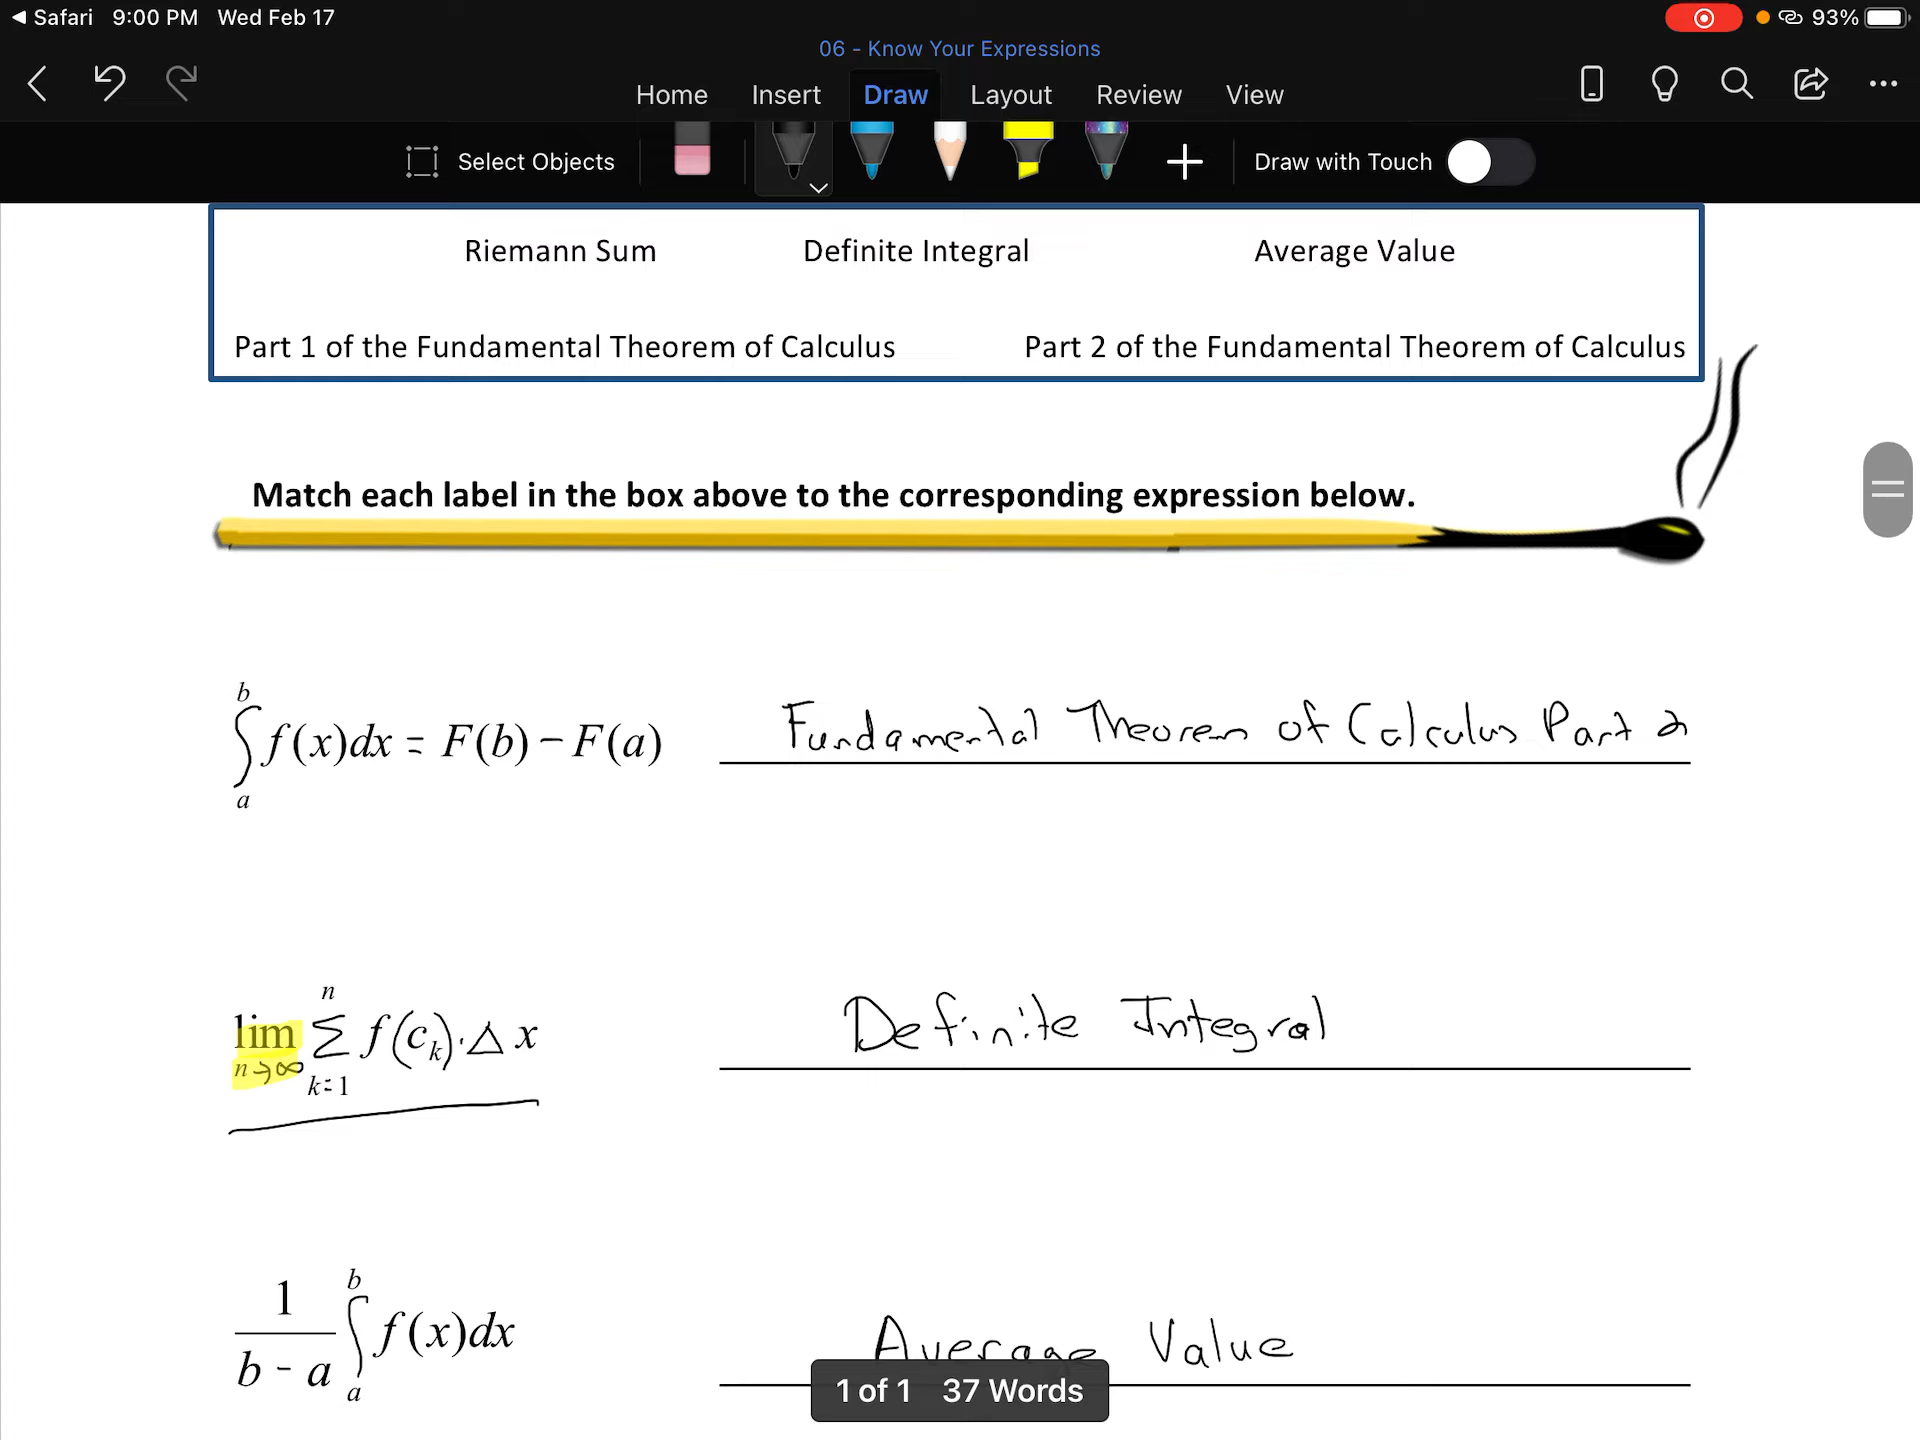 Safari 9:00 PM Wed Feb 17 93%
06 - Know Your Expressions
Home Insert Draw Layout Review View
Select Objects Draw with Touch
Riemann Sum Definite Integral Average Value
Part 1 of the Fundamental Theorem of Calculus Part 2 of the Fundamental Theorem of Calculus
Match each label in the box above to the corresponding expression below.
∫_a^b f(x)dx = F(b) − F(a) Fundamental Theorem of Calculus Part 2
lim_{n→∞} Σ_{k=1}^n f(c_k)·Δx Definite Integral
1/(b − a) ∫_a^b f(x)dx Average Value
1 of 1 37 Words